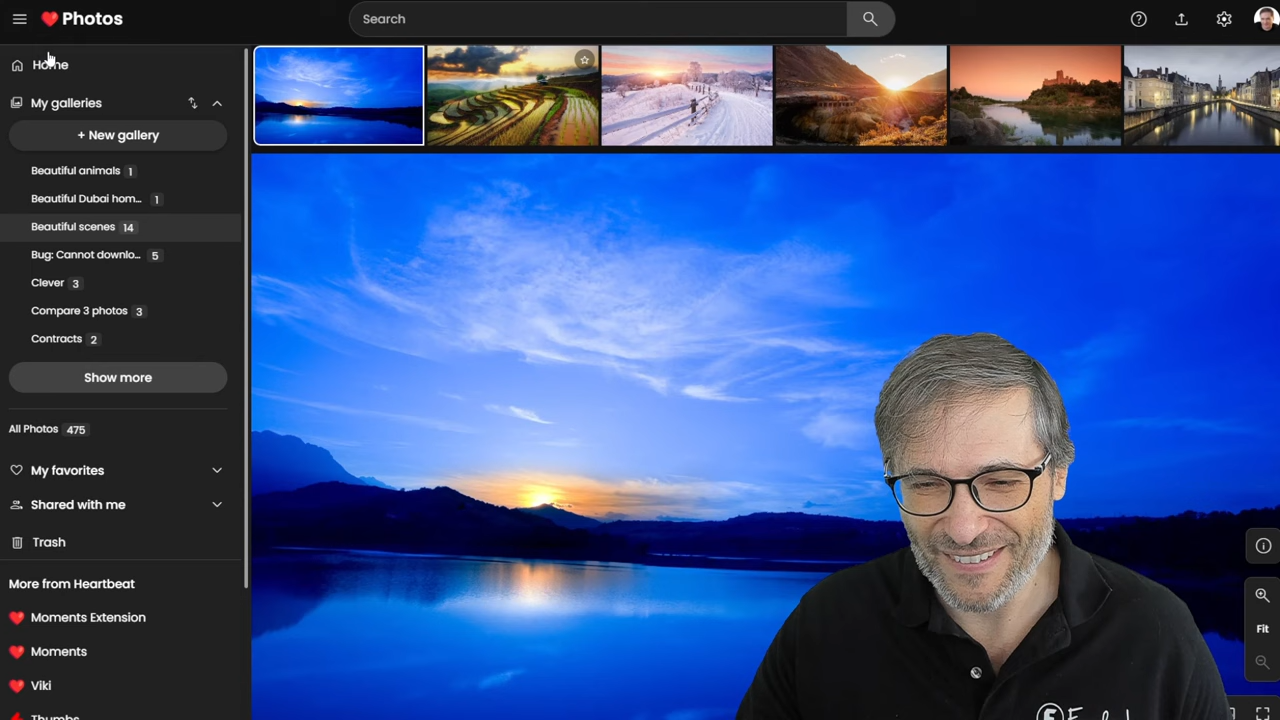 Photos
Search
Home
My galleries
+ New gallery
Beautiful animals 1
Beautiful Dubai hom... 1
Beautiful scenes 14
Bug: Cannot downlo... 5
Clever 3
Compare 3 photos 3
Contracts 2
Show more
All Photos 475
My favorites
Shared with me
Trash
Fit
More from Heartbeat
Moments Extension
Moments
Viki
Thumbs